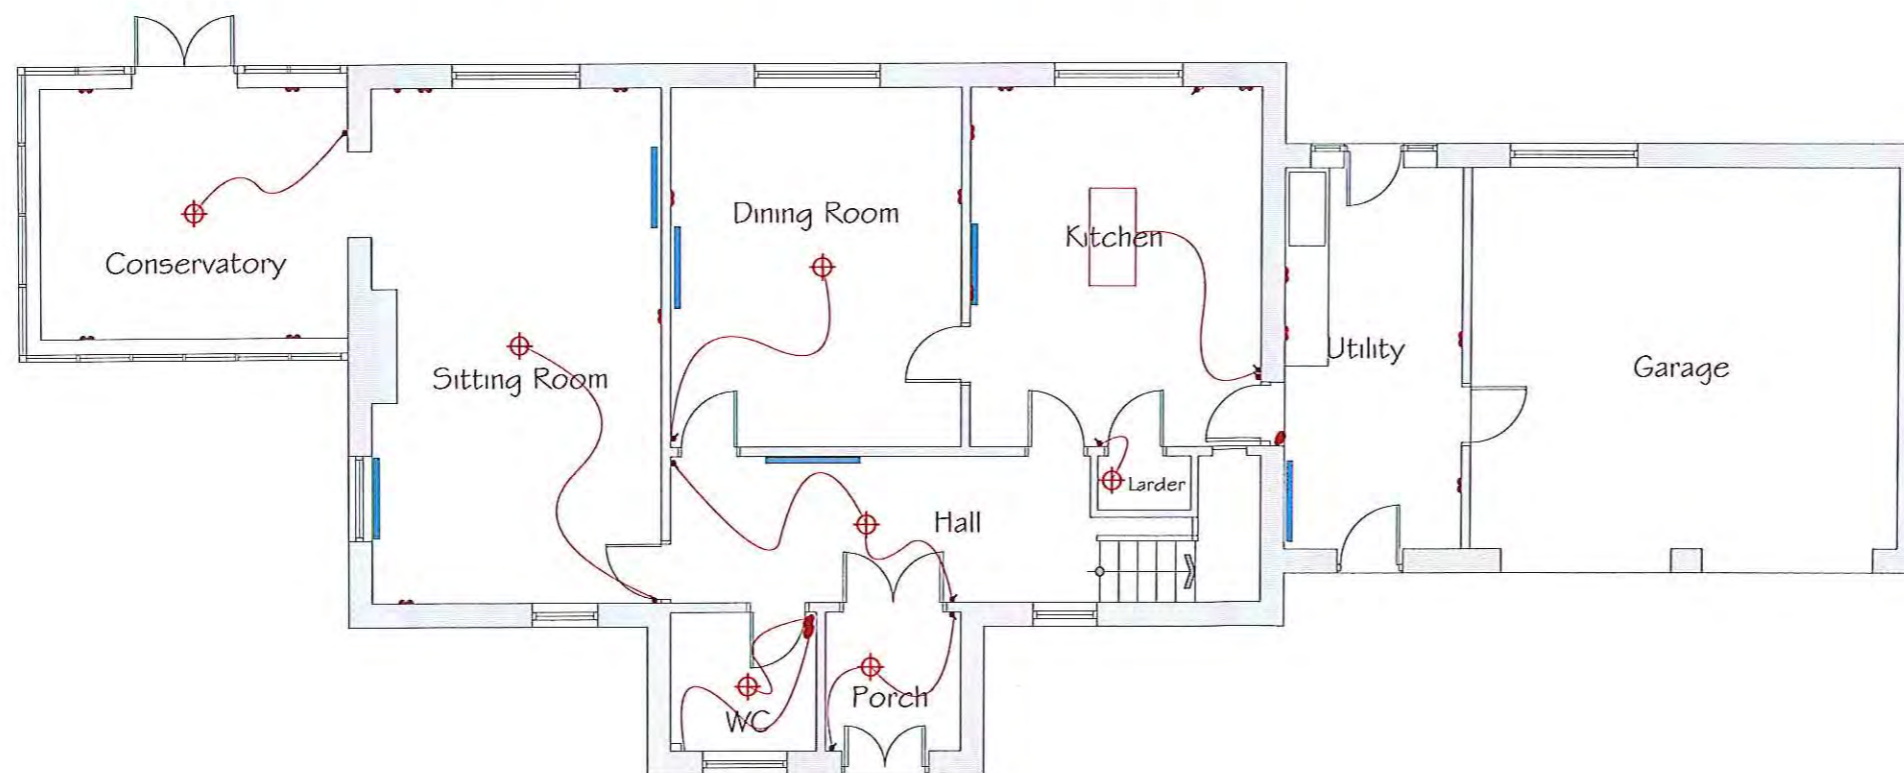 Conservatory
Sitting Room
Dining Room
Kitchen
Utility
Garage
Larder
Hall
WC
Porch